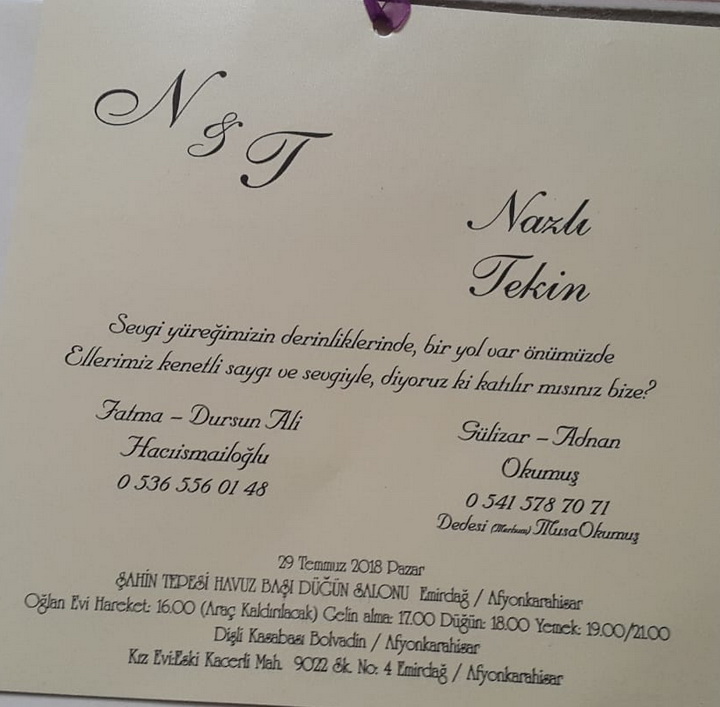 N & T
Nazlı
Tekin
Sevgi yüreğimizin derinliklerinde, bir yol var önümüzde
Ellerimiz kenetli saygı ve sevgiyle, diyoruz ki katılır mısınız bize?
Fatma - Dursun Ali
Hacıismailoğlu
0 536 556 01 48
Gülizar - Adnan
Okumuş
0 541 578 70 71
Dedesi (Merhum) Musa Okumuş
29 Temmuz 2018 Pazar
ŞAHİN TEPESİ HAVUZ BAŞI DÜĞÜN SALONU Emirdağ / Afyonkarahisar
Oğlan Evi Hareket: 16.00 (Araç Kaldırılacak) Gelin alma: 17.00 Düğün: 18.00 Yemek: 19.00/21.00
Dişli Kasabası Bolvadin / Afyonkarahisar
Kız Evi:Eski Kacerli Mah. 9022 Sk. No: 4 Emirdağ / Afyonkarahisar